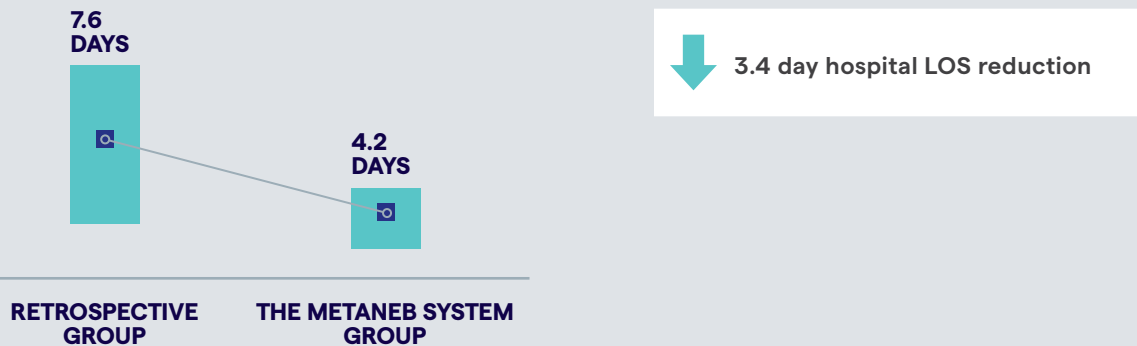 7.6
DAYS
3.4 day hospital LOS reduction
4.2
DAYS
RETROSPECTIVE
GROUP
THE METANEB SYSTEM
GROUP